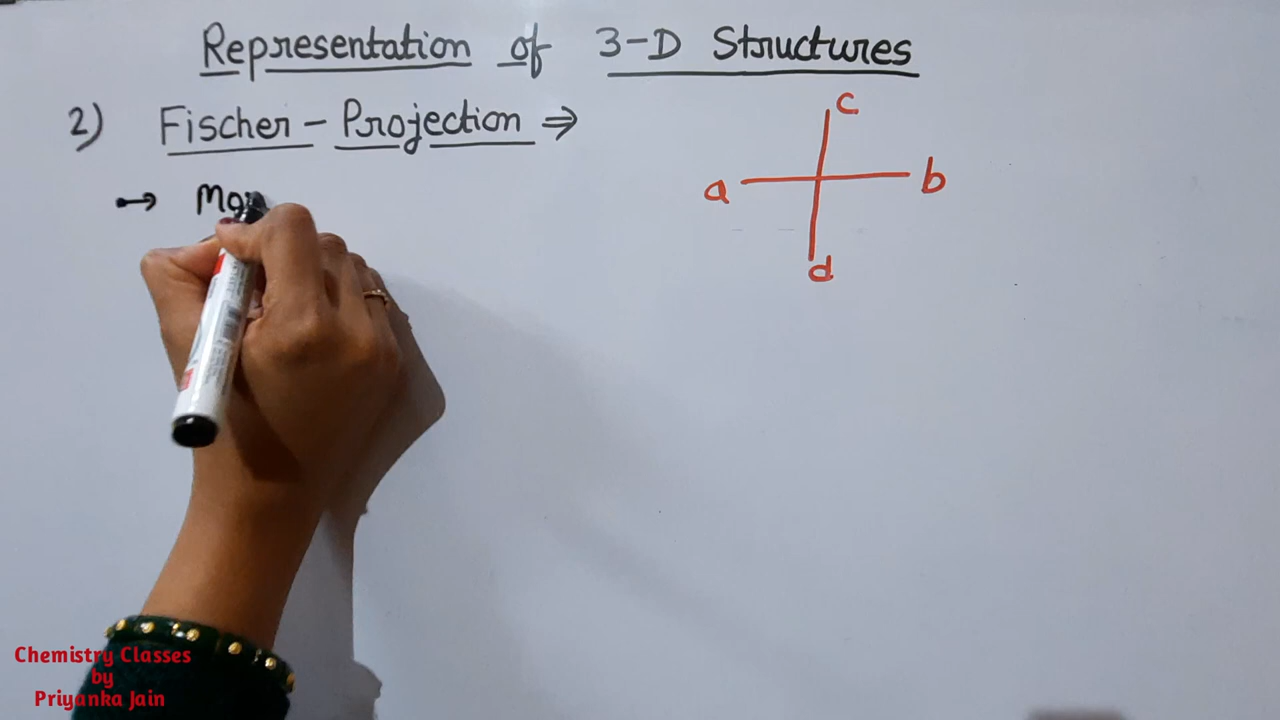 Representation of 3-D Structures
2) Fischer - Projection ⇒
c
a b
d
→
Chemistry Classes
by
Priyanka Jain